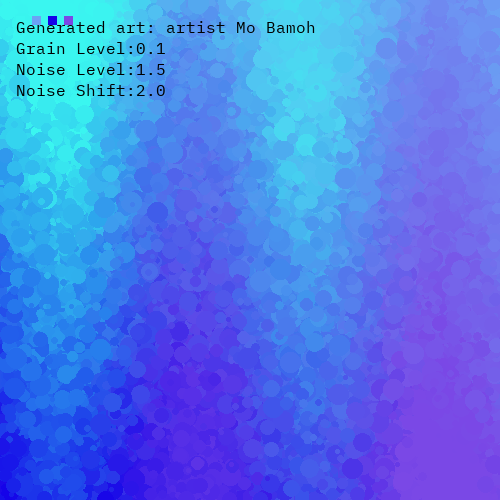 Generated art: artist Mo Bamoh
Grain Level:0.1
Noise Level:1.5
Noise Shift:2.0